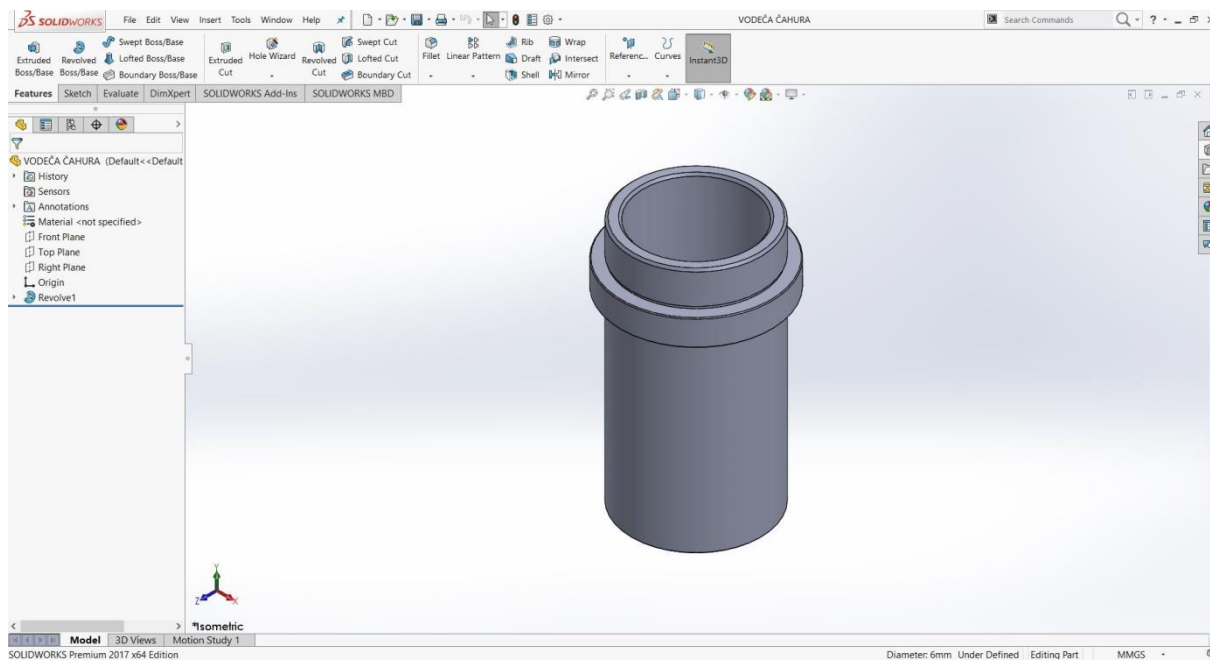 SOLIDWORKS File Edit View Insert Tools Window Help VODEČA ČAHURA Search Commands ?
Extruded Boss/Base
Revolved Boss/Base
Swept Boss/Base
Lofted Boss/Base
Boundary Boss/Base
Extruded Cut
Hole Wizard
Revolved Cut
Swept Cut
Lofted Cut
Boundary Cut
Fillet
Linear Pattern
Rib
Draft
Shell
Wrap
Intersect
Mirror
Referenc...
Curves
Instant3D
Features Sketch Evaluate DimXpert SOLIDWORKS Add-Ins SOLIDWORKS MBD
VODEČA ČAHURA (Default<<Default
History
Sensors
Annotations
Material <not specified>
Front Plane
Top Plane
Right Plane
Origin
Revolve1
Y
Z X
*Isometric
Model 3D Views Motion Study 1
SOLIDWORKS Premium 2017 x64 Edition Diameter: 6mm Under Defined Editing Part MMGS